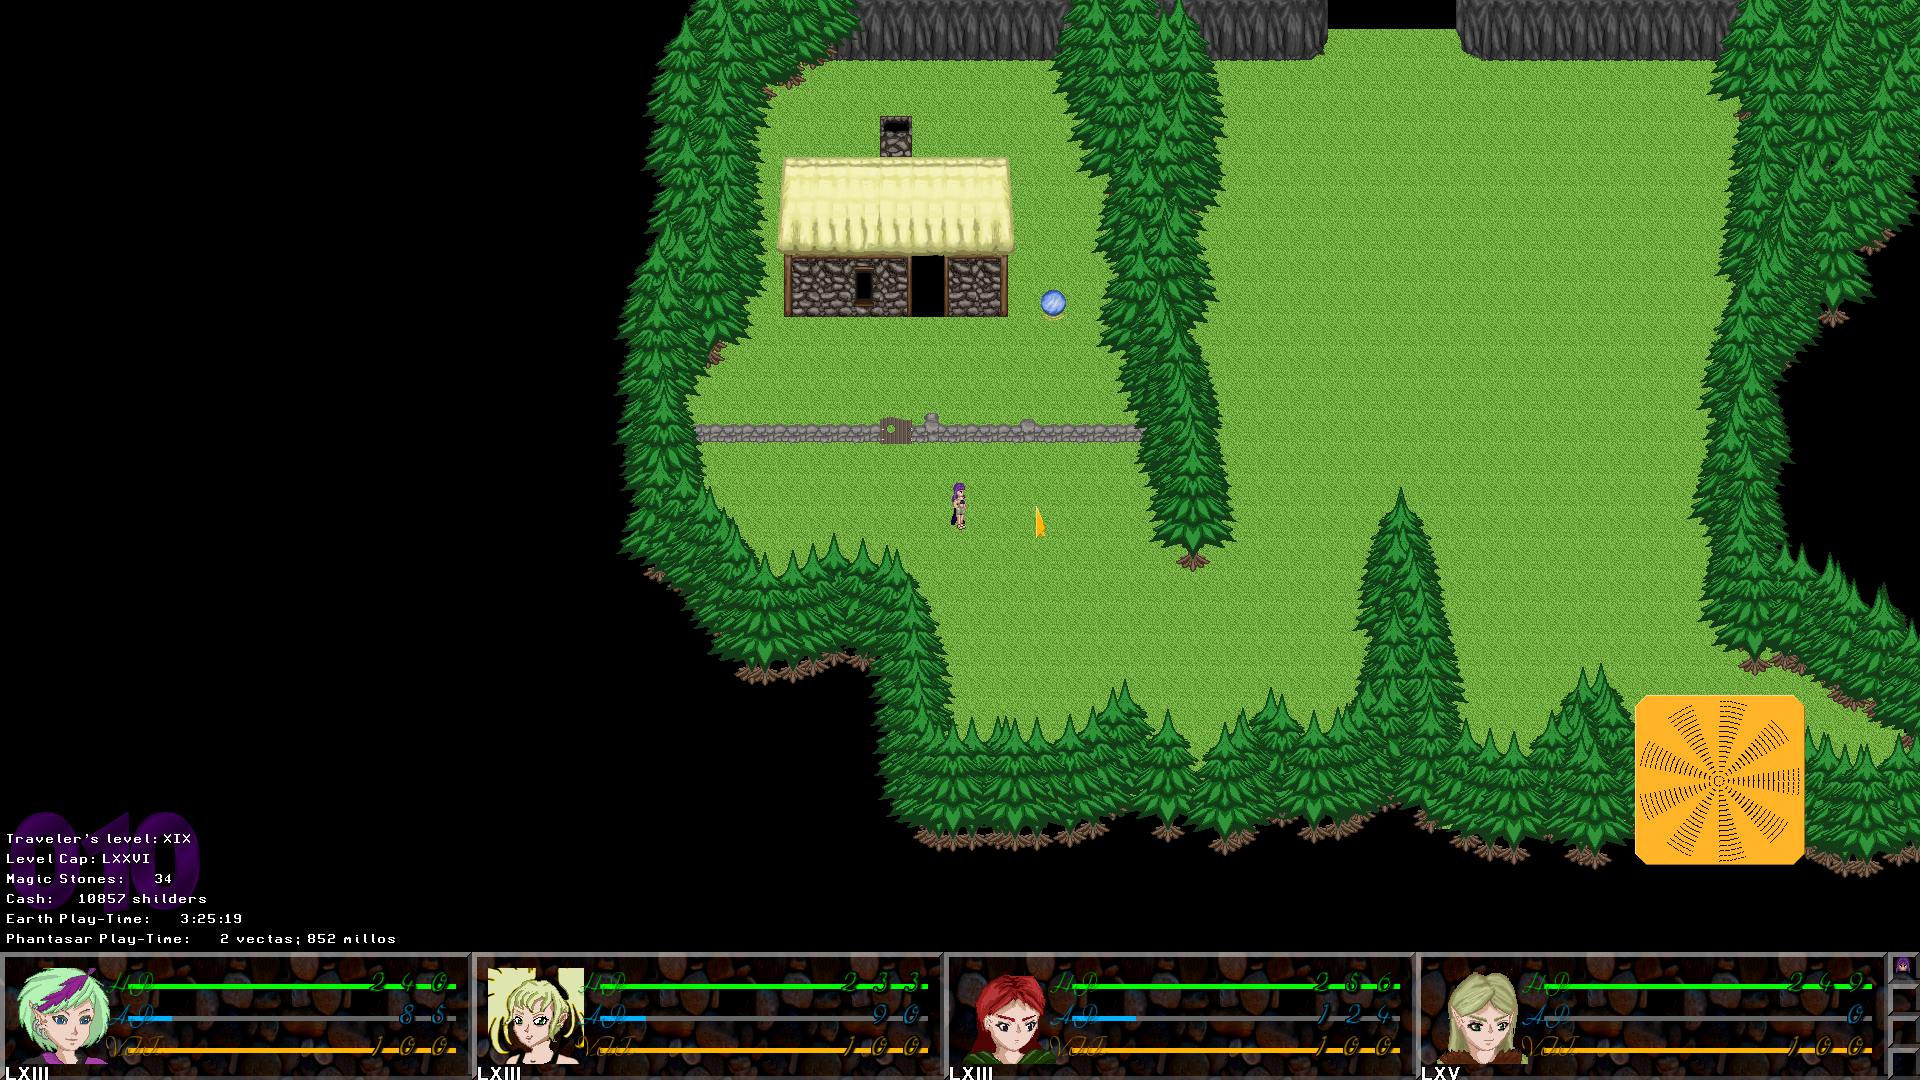 010
Traveler's level: XIX
Level Cap: LXXVI
Magic Stones: 34
Cash: 10857 shilders
Earth Play-Time: 3:25:19
Phantasar Play-Time: 2 vectas; 852 millos
HP 240 HP 233 HP 256 HP 249
AP 85 AP 90 AP 124 AP 0
VIT 100 VIT 100 VIT 100 VIT 100
LXIII LXIII LXIII LXV